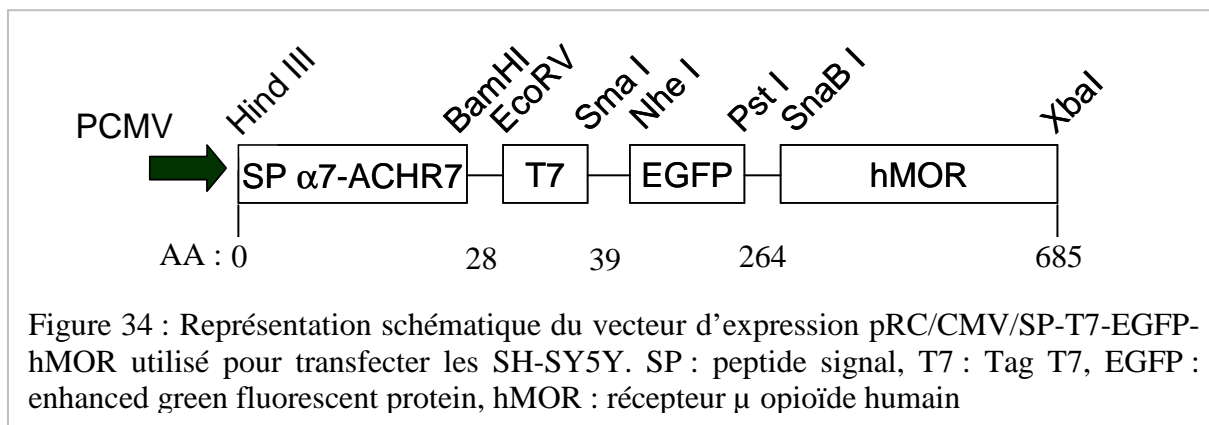 Hind III BamHI EcoRV Sma I Nhe I Pst I SnaB I XbaI
PCMV
SP α7-ACHR7 T7 EGFP hMOR
AA : 0 28 39 264 685
Figure 34 : Représentation schématique du vecteur d’expression pRC/CMV/SP-T7-EGFP-
hMOR utilisé pour transfecter les SH-SY5Y. SP : peptide signal, T7 : Tag T7, EGFP :
enhanced green fluorescent protein, hMOR : récepteur µ opioïde humain